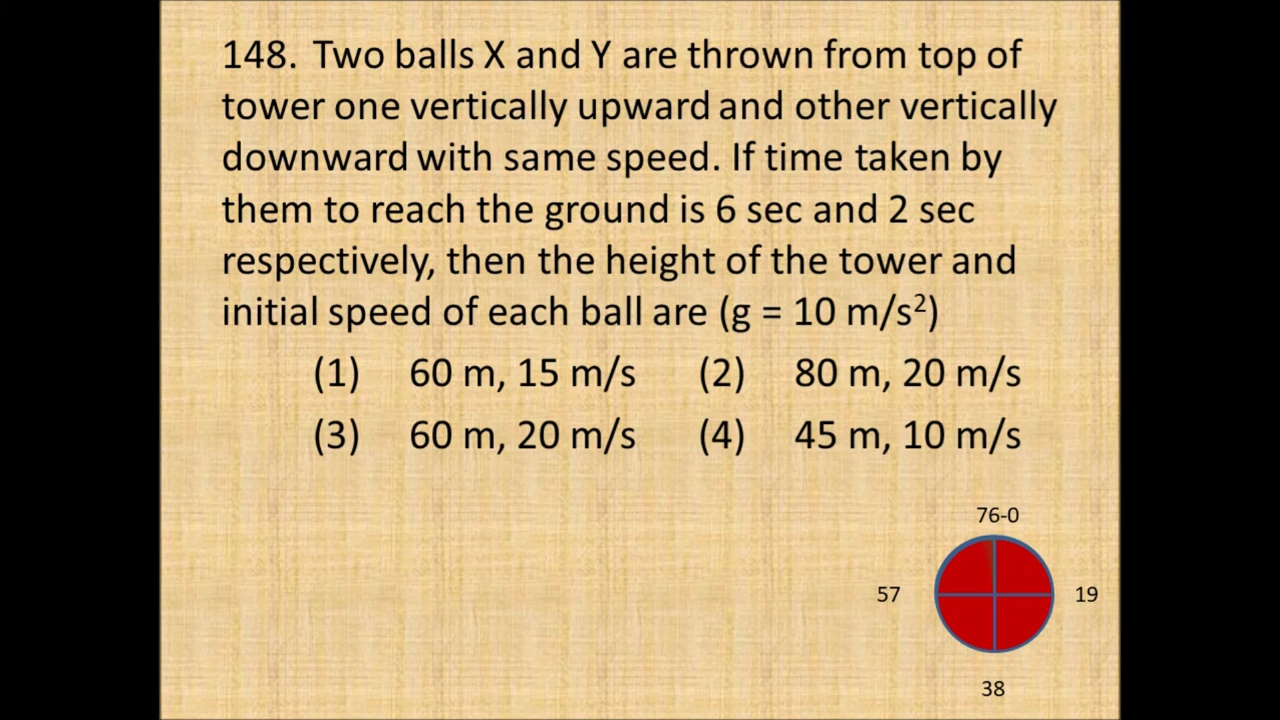 148. Two balls X and Y are thrown from top of
tower one vertically upward and other vertically
downward with same speed. If time taken by
them to reach the ground is 6 sec and 2 sec
respectively, then the height of the tower and
initial speed of each ball are (g = 10 m/s²)
(1) 60 m, 15 m/s (2) 80 m, 20 m/s
(3) 60 m, 20 m/s (4) 45 m, 10 m/s
76-0
57 19
38